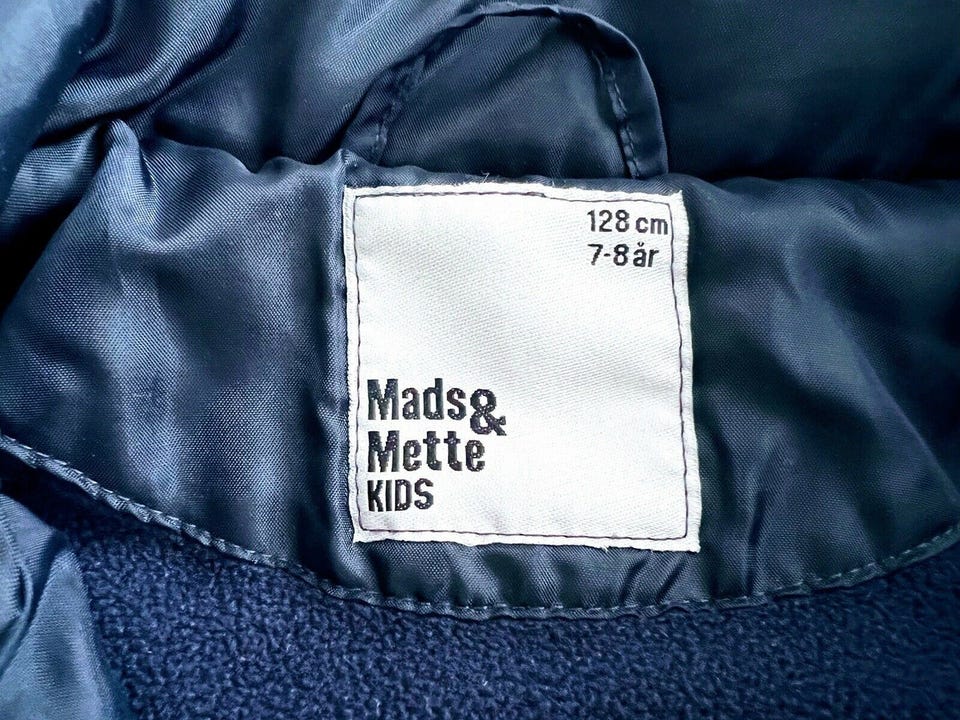 128 cm
7-8 år
Mads &
Mette
KIDS